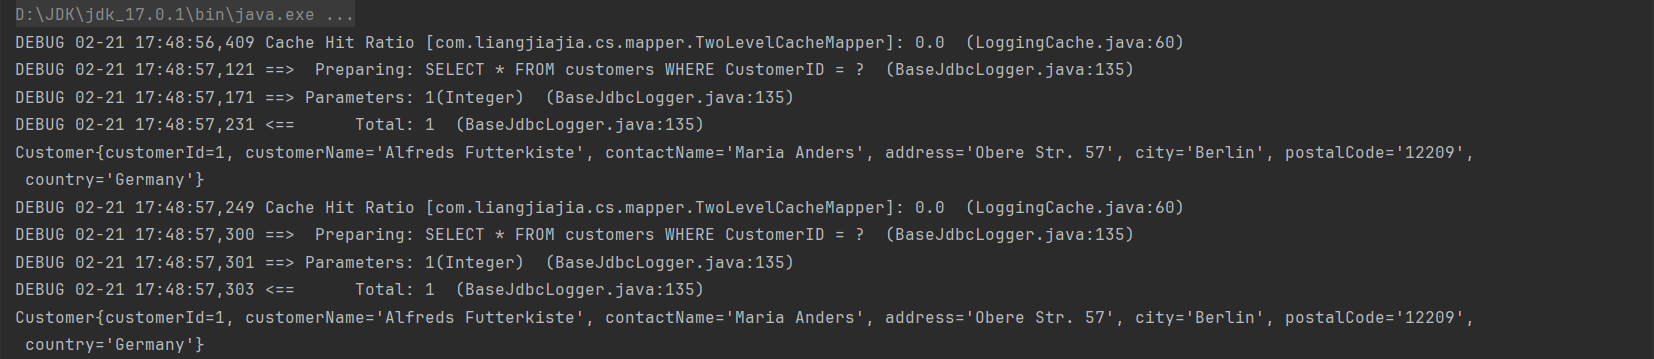 D:\JDK\jdk_17.0.1\bin\java.exe ...
DEBUG 02-21 17:48:56,409 Cache Hit Ratio [com.liangjiajia.cs.mapper.TwoLevelCacheMapper]: 0.0  (LoggingCache.java:60)
DEBUG 02-21 17:48:57,121 ==>  Preparing: SELECT * FROM customers WHERE CustomerID = ?  (BaseJdbcLogger.java:135)
DEBUG 02-21 17:48:57,171 ==> Parameters: 1(Integer)  (BaseJdbcLogger.java:135)
DEBUG 02-21 17:48:57,231 <==      Total: 1  (BaseJdbcLogger.java:135)
Customer{customerId=1, customerName='Alfreds Futterkiste', contactName='Maria Anders', address='Obere Str. 57', city='Berlin', postalCode='12209',
 country='Germany'}
DEBUG 02-21 17:48:57,249 Cache Hit Ratio [com.liangjiajia.cs.mapper.TwoLevelCacheMapper]: 0.0  (LoggingCache.java:60)
DEBUG 02-21 17:48:57,300 ==>  Preparing: SELECT * FROM customers WHERE CustomerID = ?  (BaseJdbcLogger.java:135)
DEBUG 02-21 17:48:57,301 ==> Parameters: 1(Integer)  (BaseJdbcLogger.java:135)
DEBUG 02-21 17:48:57,303 <==      Total: 1  (BaseJdbcLogger.java:135)
Customer{customerId=1, customerName='Alfreds Futterkiste', contactName='Maria Anders', address='Obere Str. 57', city='Berlin', postalCode='12209',
 country='Germany'}